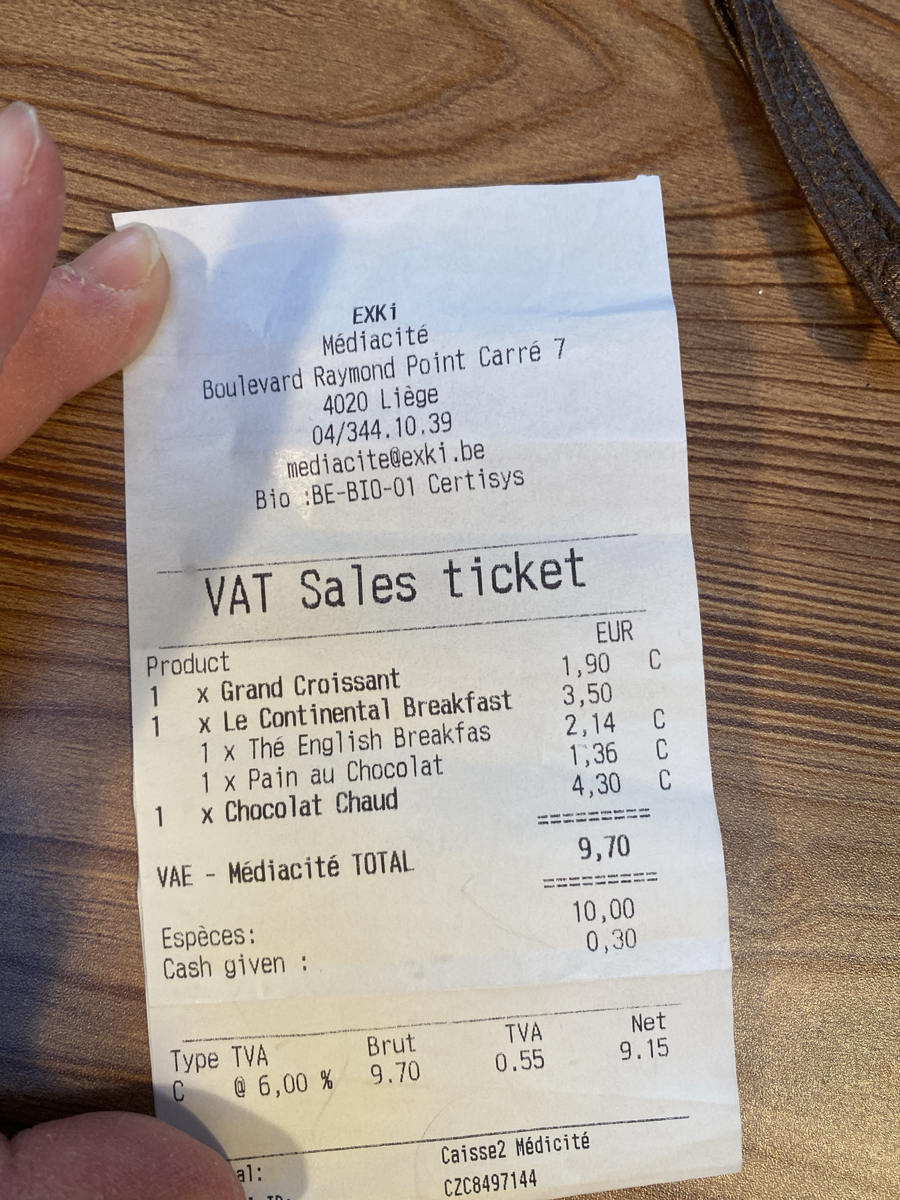 EXKi
Médiacité
Boulevard Raymond Point Carré 7
4020 Liège
04/344.10.39
mediacite@exki.be
Bio :BE-BIO-01 Certisys
VAT Sales ticket
Product EUR
1 x Grand Croissant 1,90 C
1 x Le Continental Breakfast 3,50
1 x Thé English Breakfas 2,14 C
1 x Pain au Chocolat 1,36 C
1 x Chocolat Chaud 4,30 C
=========
VAE - Médiacité TOTAL 9,70
=========
Espèces: 10,00
Cash given : 0,30
Type TVA Brut TVA Net
C @ 6,00 % 9.70 0.55 9.15
al: Caisse2 Médicité
CZC8497144